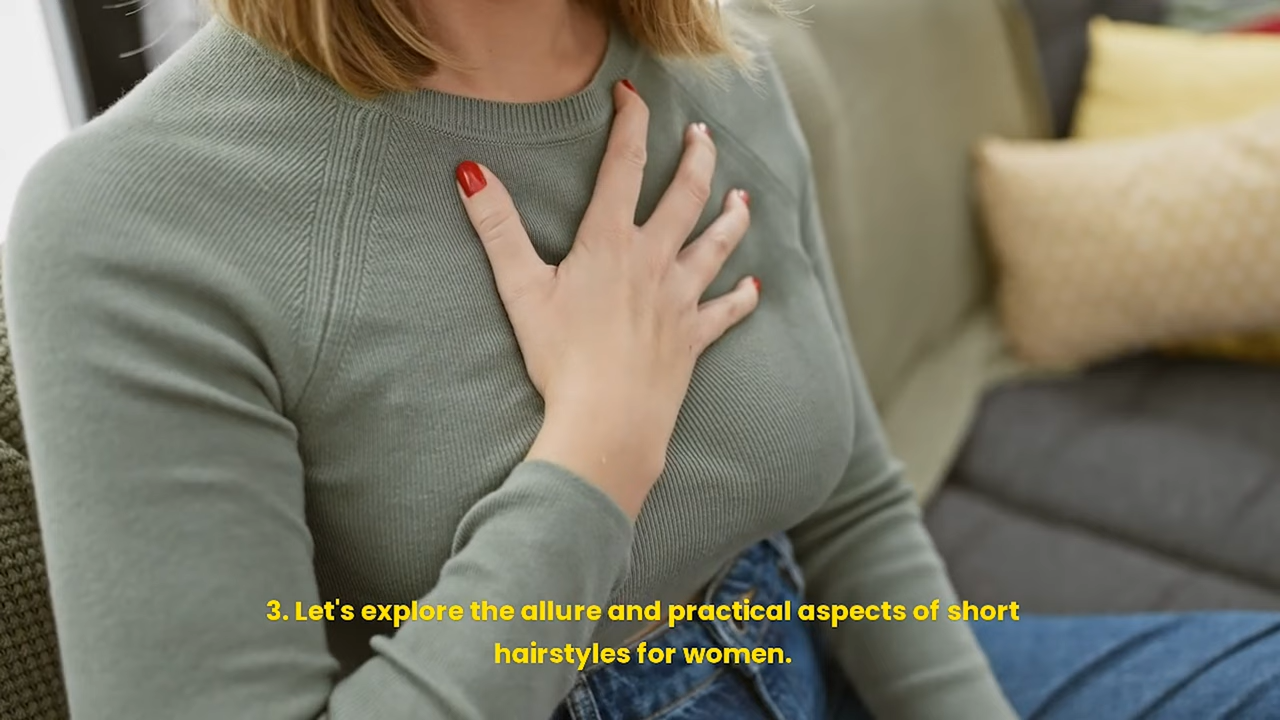 3. Let's explore the allure and practical aspects of short
hairstyles for women.